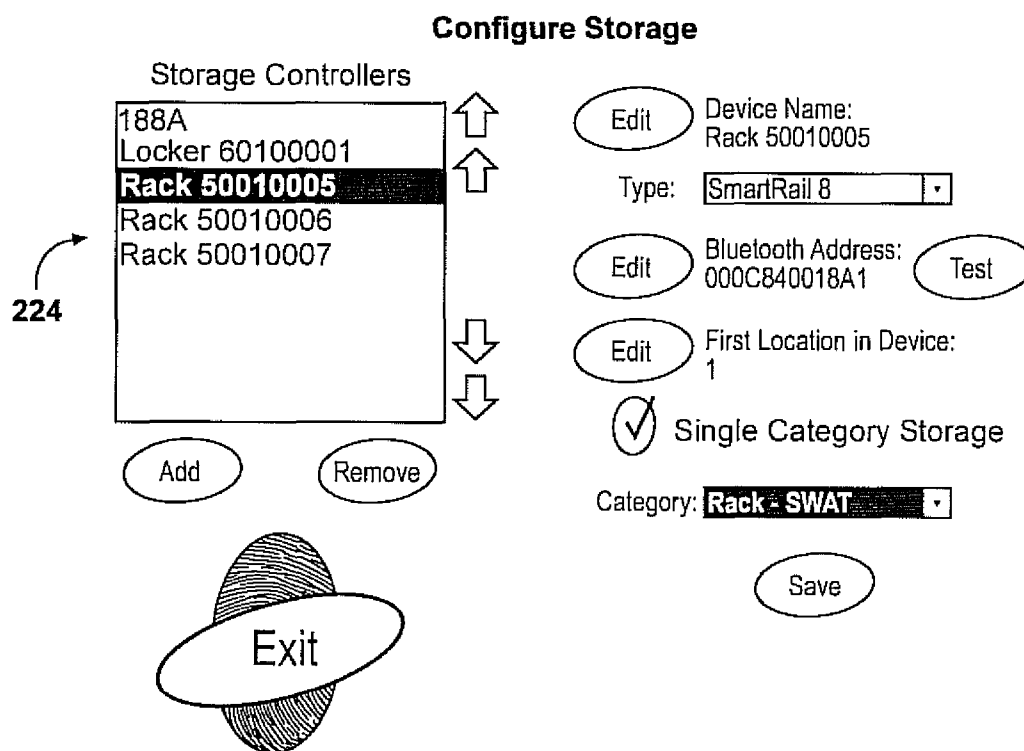 Configure Storage
Storage Controllers
188A
Locker 60100001
Rack 50010005
Rack 50010006
Rack 50010007
224
Add
Remove
Exit
Edit
Device Name:
Rack 50010005
Type:
SmartRail 8
Edit
Bluetooth Address:
000C840018A1
Test
Edit
First Location in Device:
1
Single Category Storage
Category:
Rack - SWAT
Save